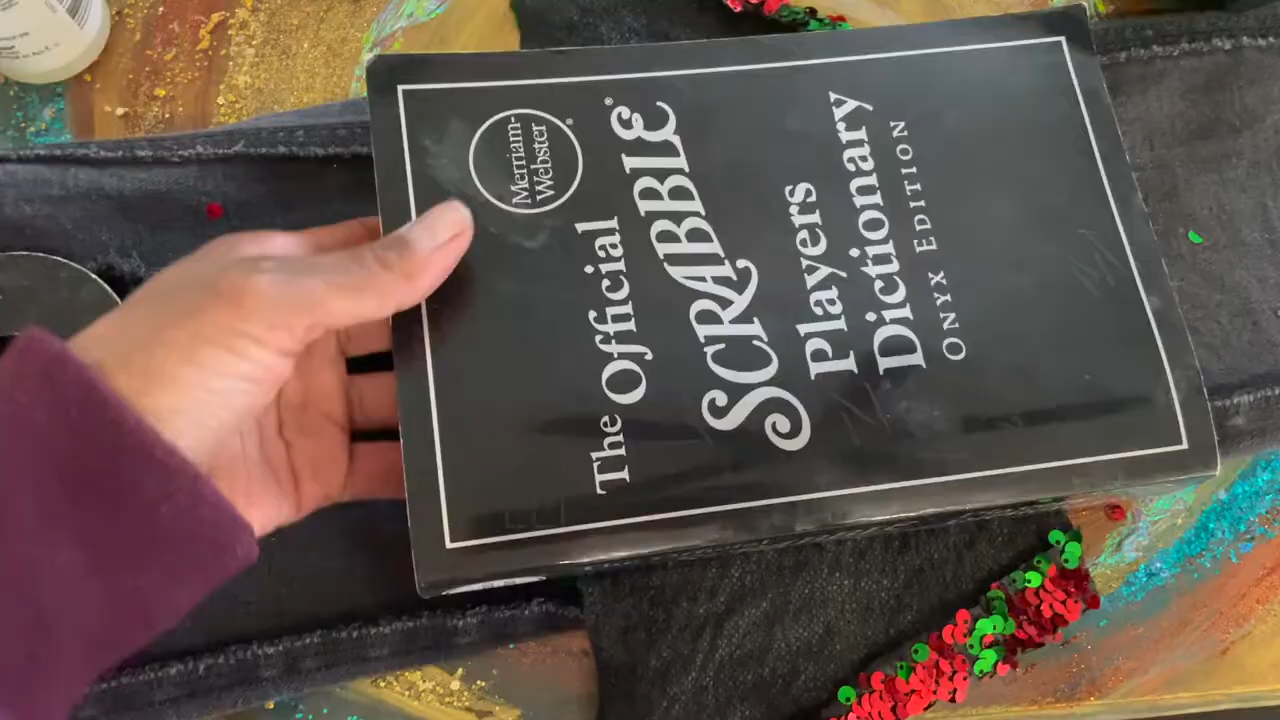 Merriam-
Webster®
The Official
SCRABBLE®
Players
Dictionary
ONYX EDITION